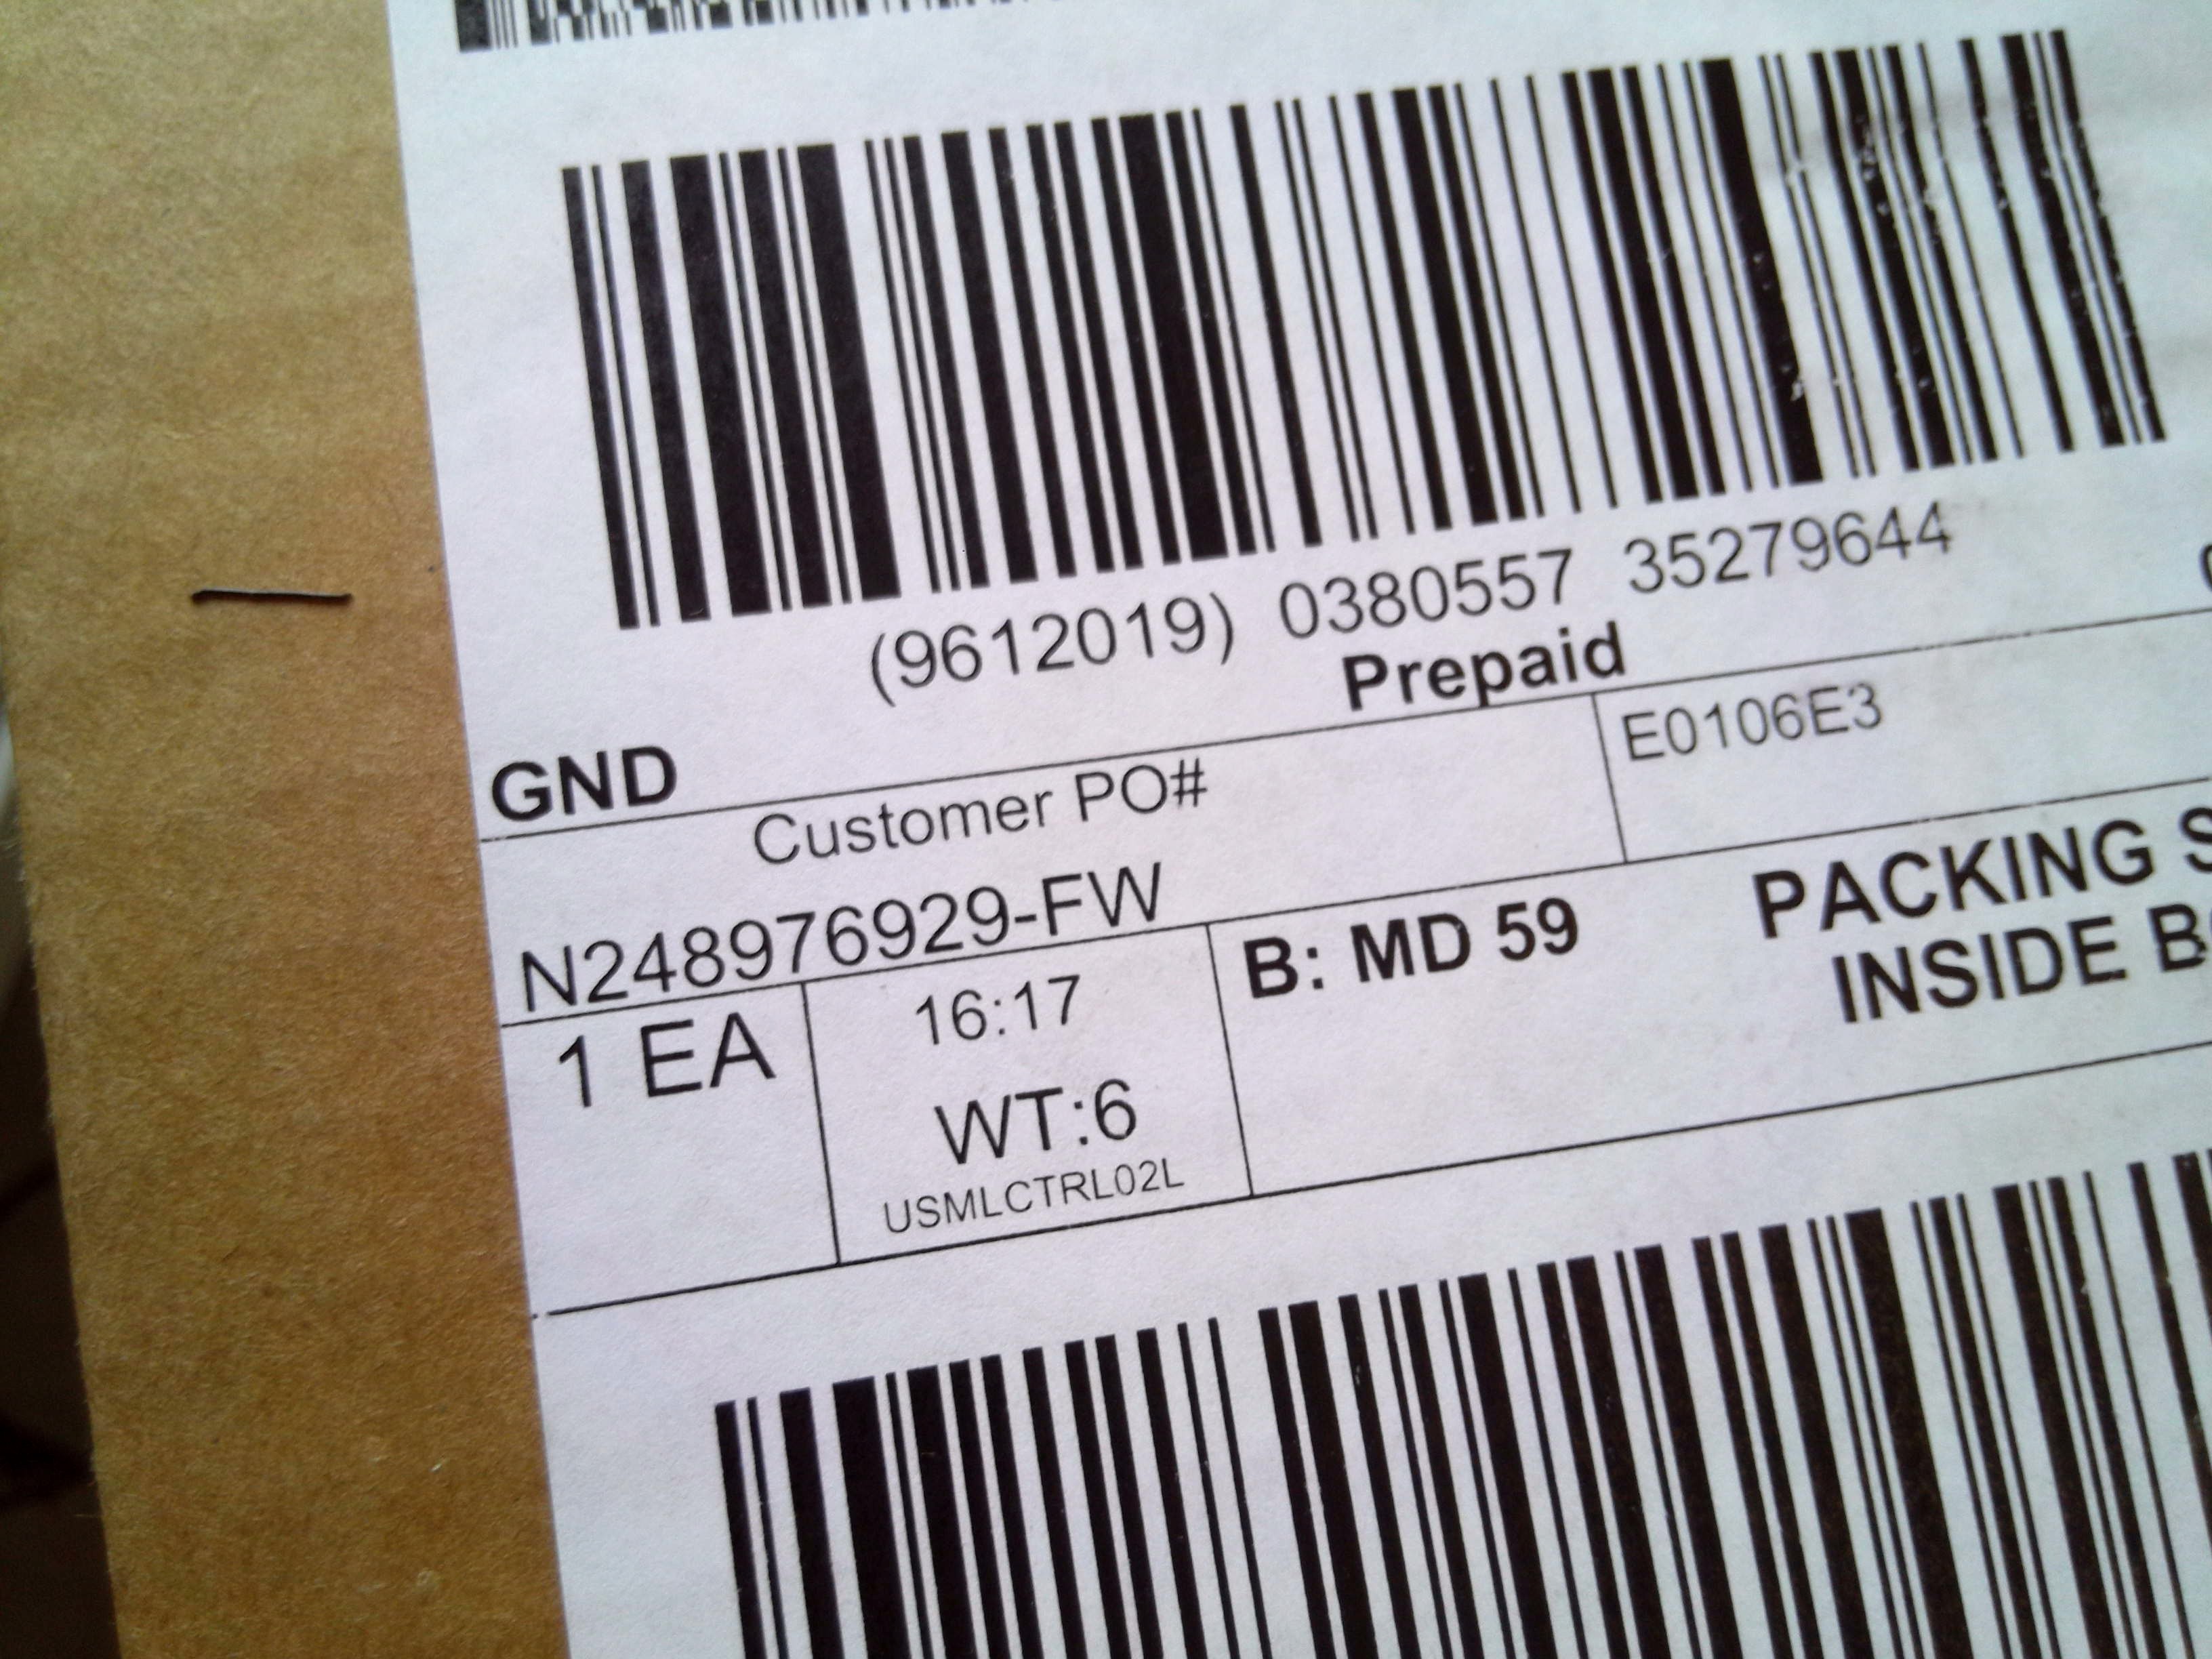 (9612019) 0380557 35279644
Prepaid
GND
E0106E3
Customer PO#
N248976929-FW
1 EA
16:17
WT:6
USMLCTRL02L
B: MD 59
PACKING
INSIDE